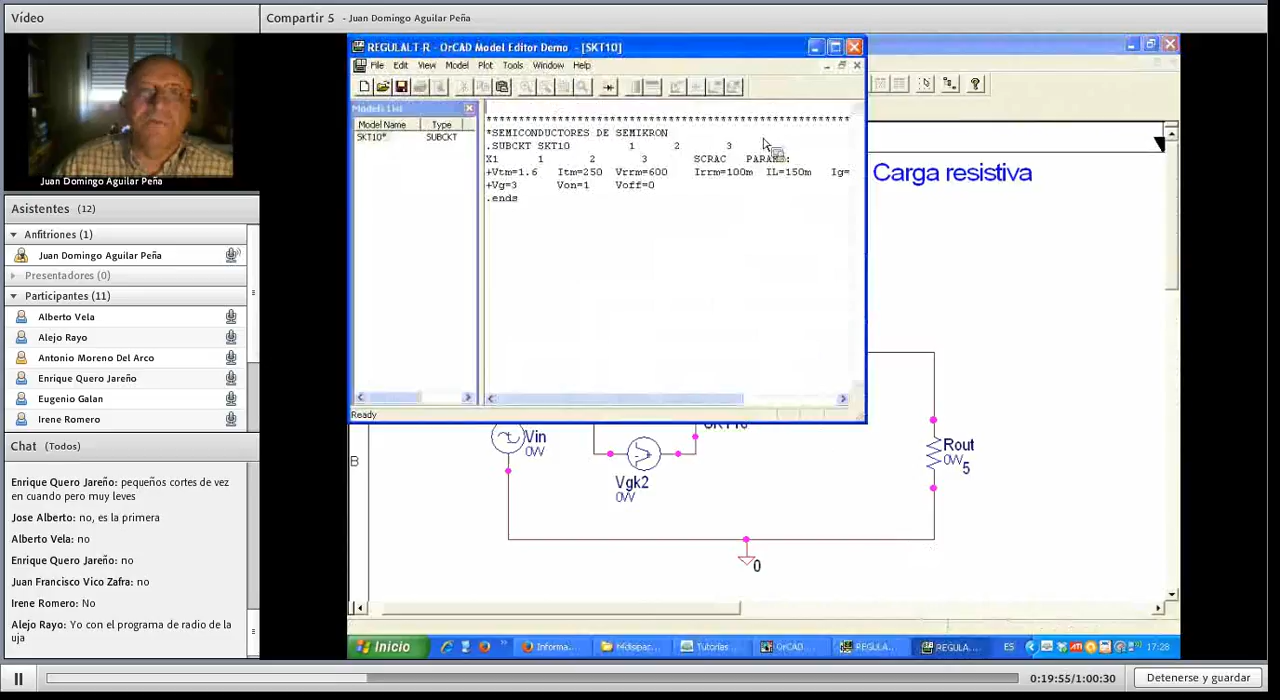 Vídeo
Compartir 5 - Juan Domingo Aguilar Peña
Juan Domingo Aguilar Peña
Asistentes (12)
Anfitriones (1)
Juan Domingo Aguilar Peña
Presentadores (0)
Participantes (11)
Alberto Vela
Alejo Rayo
Antonio Moreno Del Arco
Enrique Quero Jareño
Eugenio Galan
Irene Romero
Chat (Todos)
Enrique Quero Jareño: pequeños cortes de vez
en cuando pero muy leves
Jose Alberto: no, es la primera
Alberto Vela: no
Enrique Quero Jareño: no
Juan Francisco Vico Zafra: no
Irene Romero: No
Alejo Rayo: Yo con el programa de radio de la
uja
REGULALT-R - OrCAD Model Editor Demo - [SKT10]
File Edit View Model Plot Tools Window Help
Models List
Model Name Type
SKT10* SUBCKT
*SEMICONDUCTORES DE SEMIKRON
.SUBCKT SKT10 1 2 3
X1 1 2 3 SCRAC PARAMS:
+Vtm=1.6 Itm=250 Vrrm=600 Irrm=100m IL=150m Ig=
+Vg=3 Von=1 Voff=0
.ends
Ready
Carga resistiva
B
Vin
0W
Vgk2
0W
Rout
0W 5
0
Inicio
Informa...
M4dispar...
Tutorías...
OrCAD...
REGULA...
REGULA...
ES
17:28
0:19:55/1:00:30
Detenerse y guardar